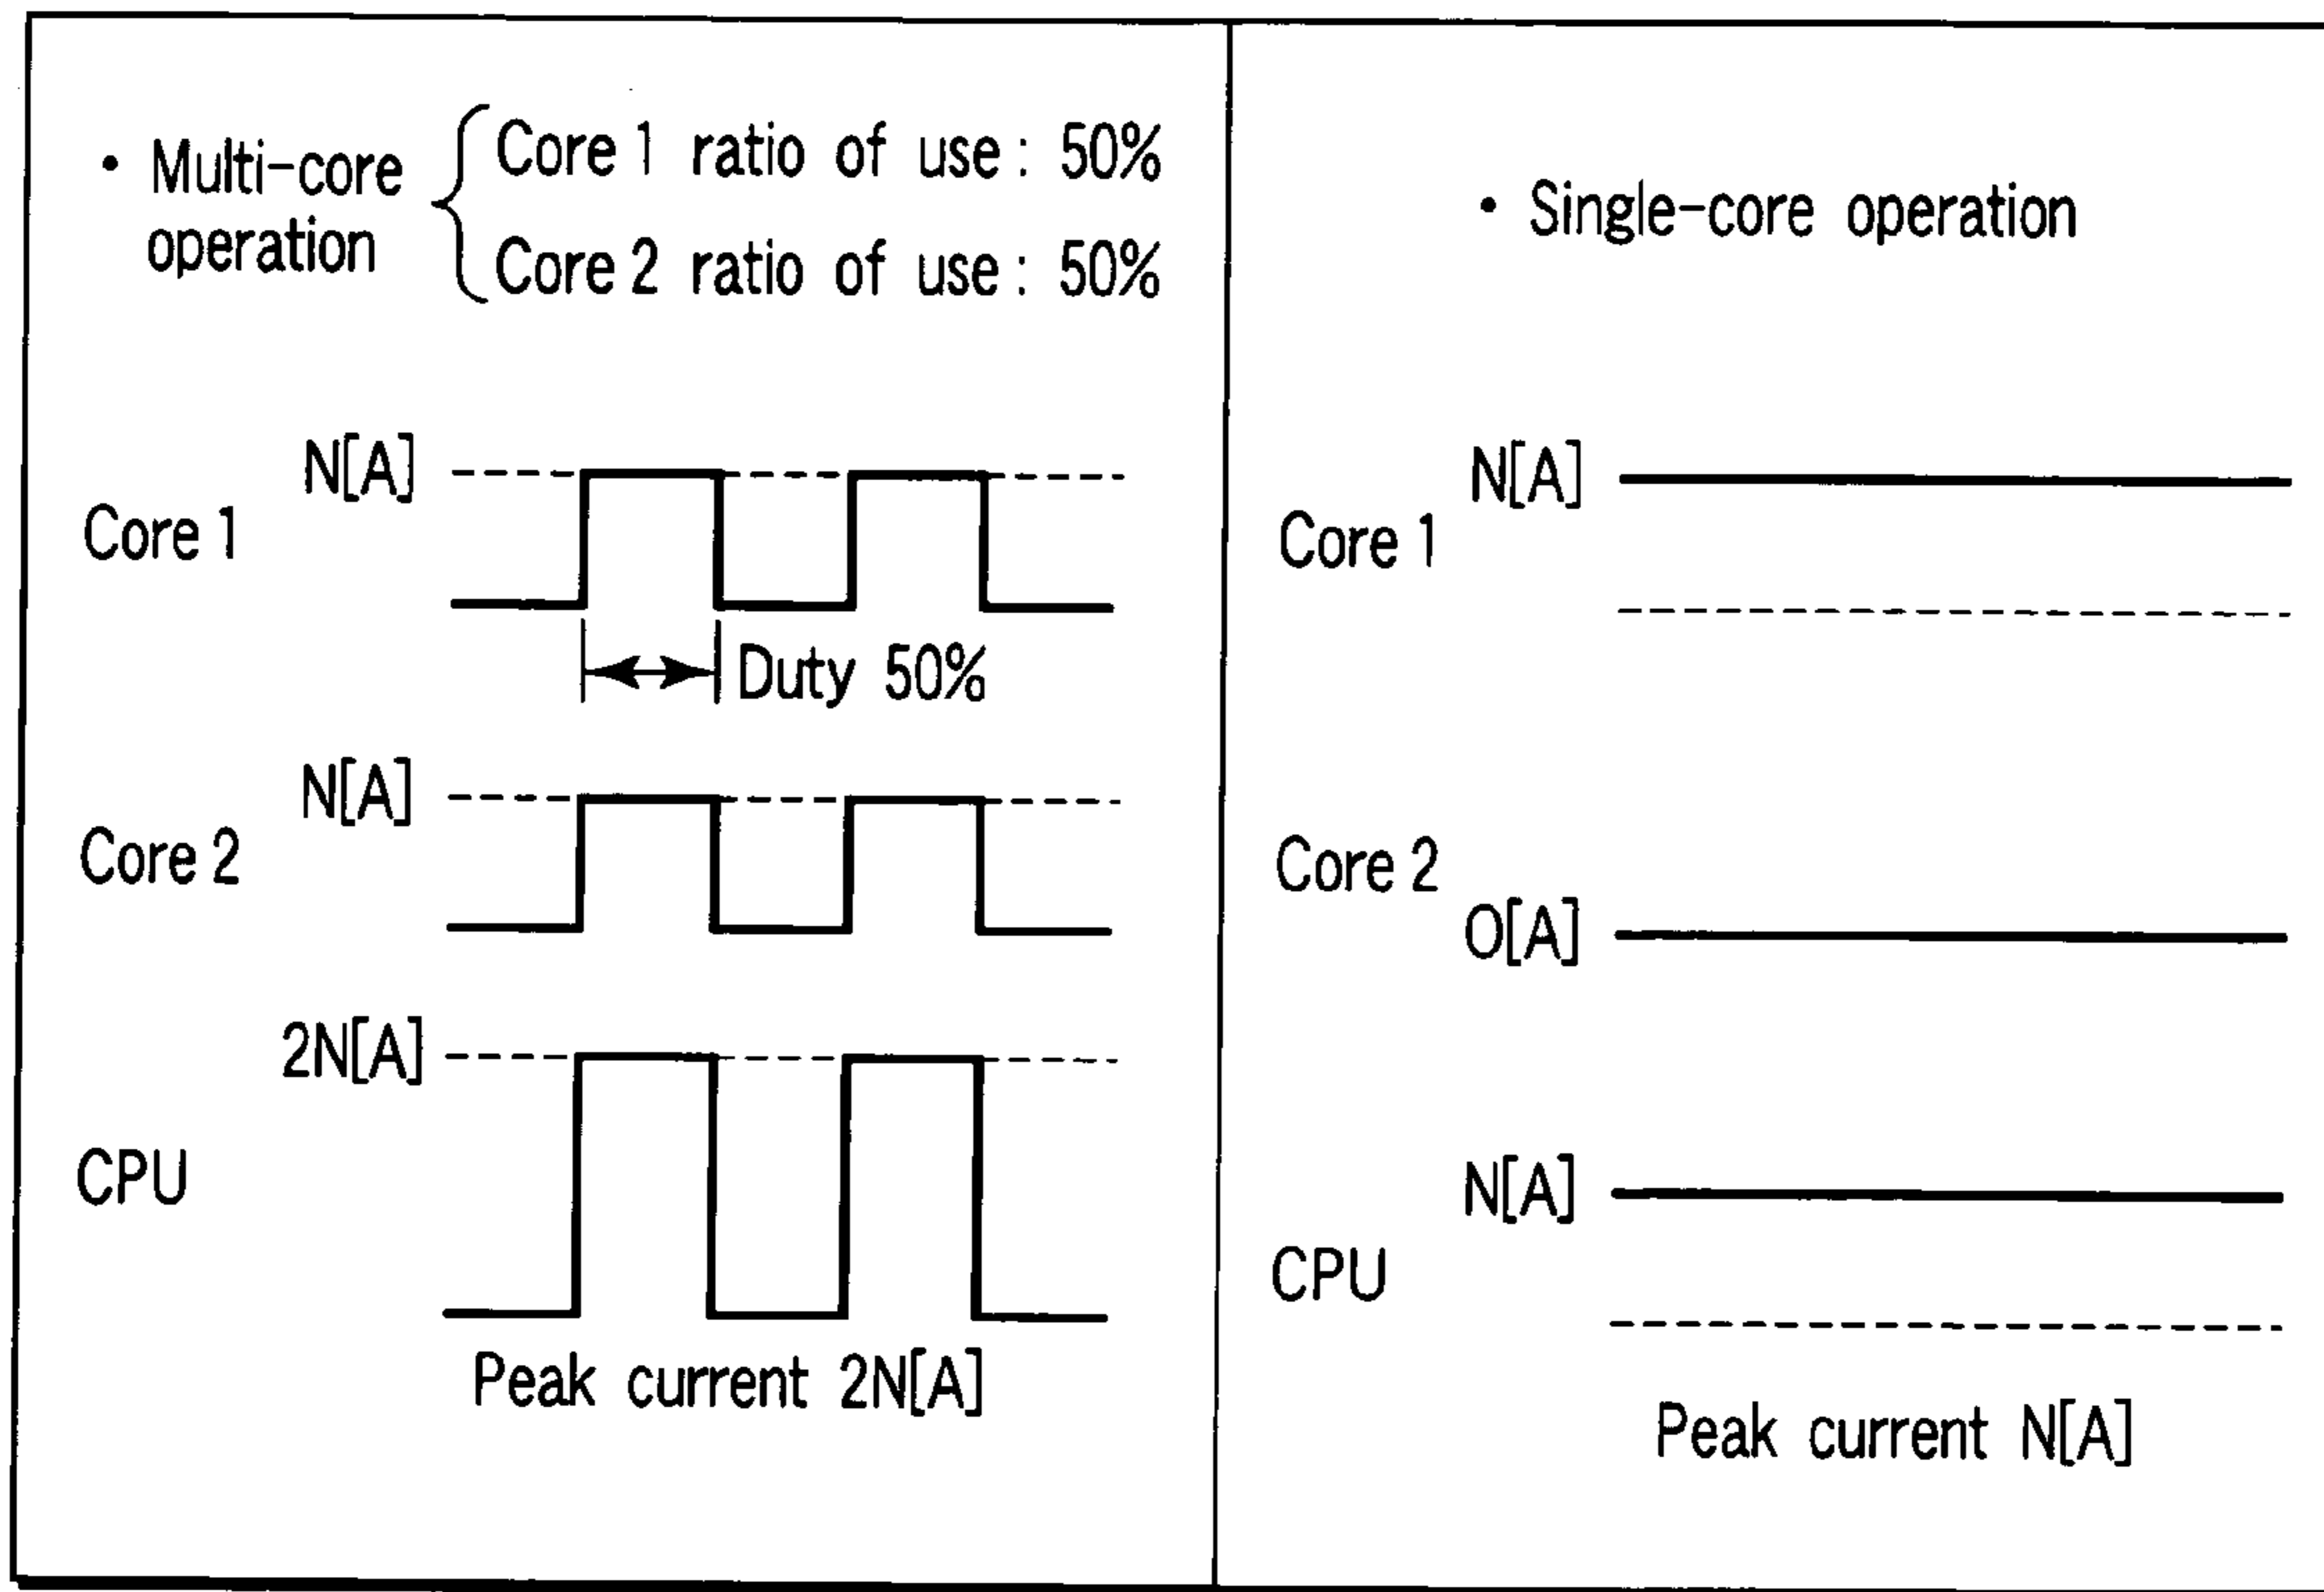 • Multi-core operation
Core 1 ratio of use : 50%
Core 2 ratio of use : 50%
N[A]
Core 1
Duty 50%
N[A]
Core 2
2N[A]
CPU
Peak current 2N[A]
• Single-core operation
N[A]
Core 1
Core 2
0[A]
N[A]
CPU
Peak current N[A]